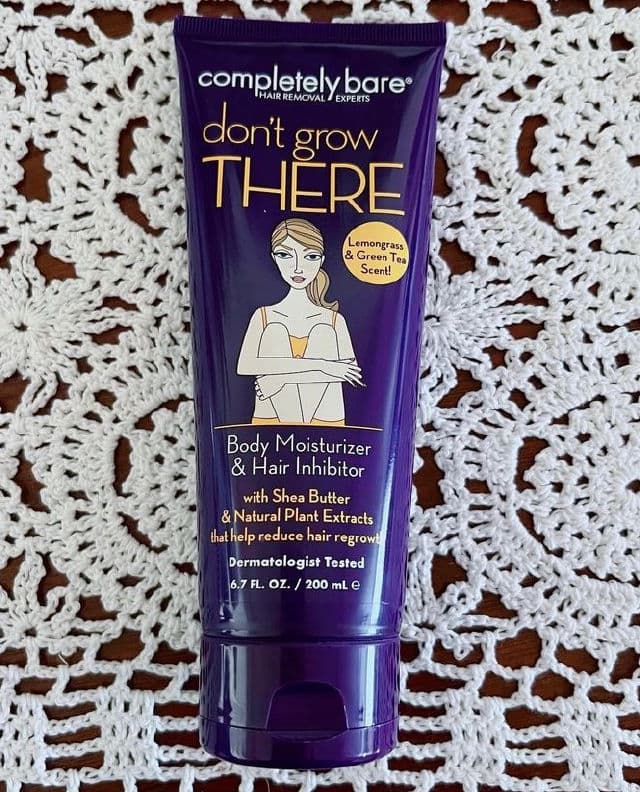 completely bare®
HAIR REMOVAL EXPERTS
don't grow
THERE
Lemongrass
& Green Tea
Scent!
Body Moisturizer
& Hair Inhibitor
with Shea Butter
& Natural Plant Extracts
that help reduce hair regrowt
Dermatologist Tested
6.7 FL. OZ. / 200 mL ℮